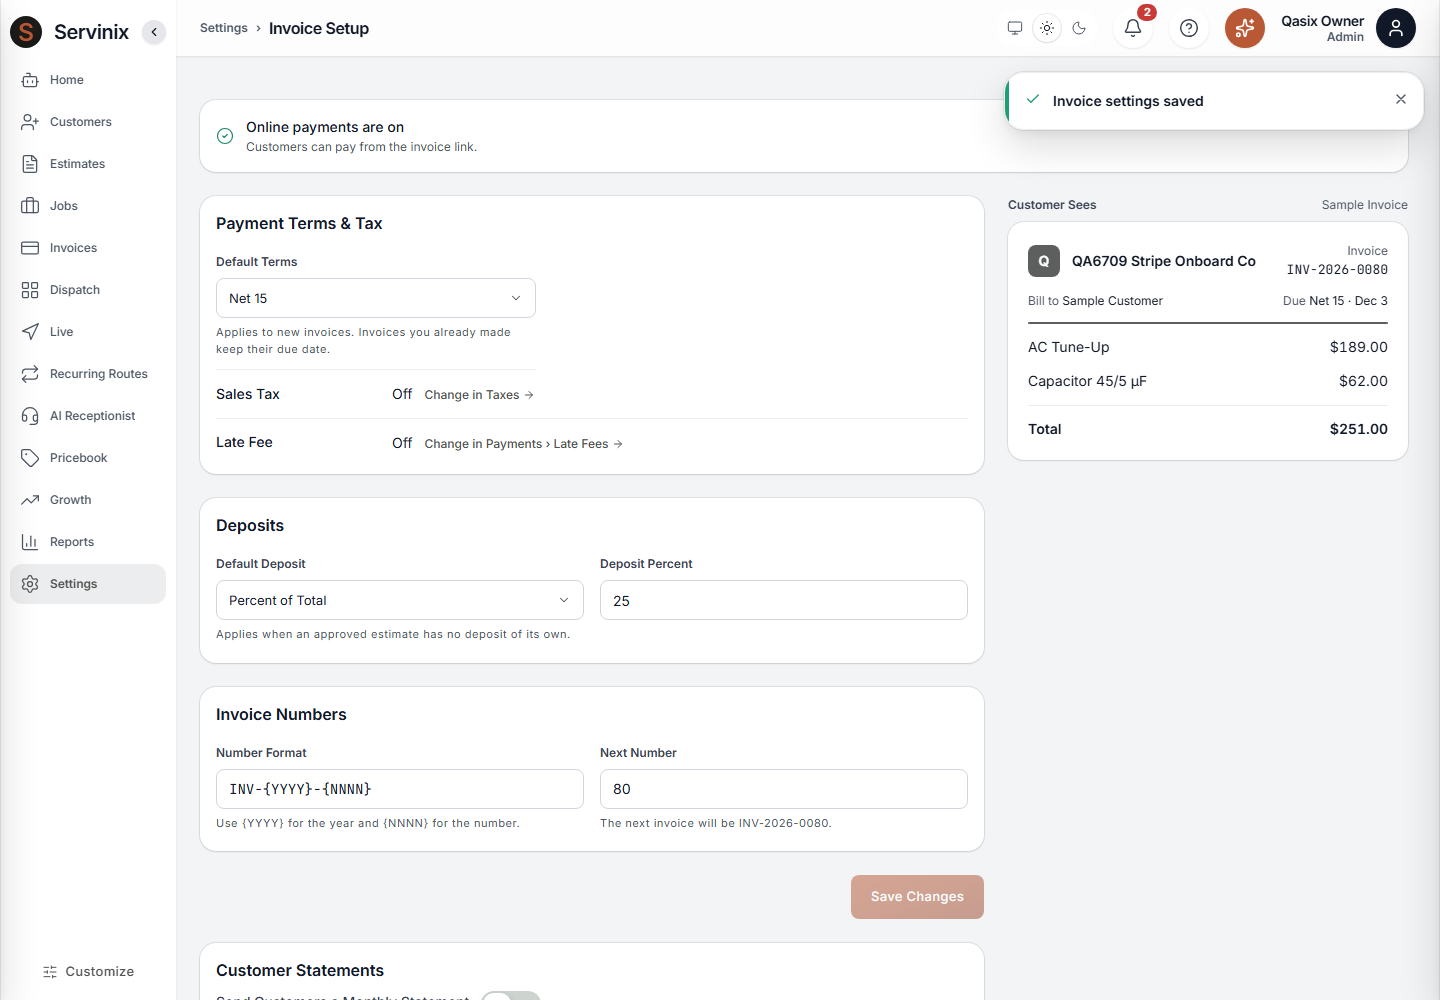 S Servinix
Settings › Invoice Setup
2
Qasix Owner
Admin
Home
Customers
Estimates
Jobs
Invoices
Dispatch
Live
Recurring Routes
AI Receptionist
Pricebook
Growth
Reports
Settings
Customize
Invoice settings saved
Online payments are on
Customers can pay from the invoice link.
Payment Terms & Tax
Default Terms
Net 15
Applies to new invoices. Invoices you already made
keep their due date.
Sales Tax Off Change in Taxes →
Late Fee Off Change in Payments › Late Fees →
Deposits
Default Deposit Deposit Percent
Percent of Total 25
Applies when an approved estimate has no deposit of its own.
Invoice Numbers
Number Format Next Number
INV-{YYYY}-{NNNN} 80
Use {YYYY} for the year and {NNNN} for the number. The next invoice will be INV-2026-0080.
Save Changes
Customer Statements
Send Customers a Monthly Statement
Customer Sees Sample Invoice
Q QA6709 Stripe Onboard Co
Invoice
INV-2026-0080
Bill to Sample Customer Due Net 15 · Dec 3
AC Tune-Up $189.00
Capacitor 45/5 µF $62.00
Total $251.00